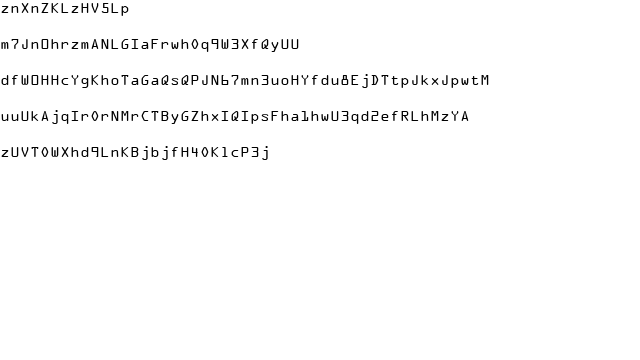 znXnZKLzHV5Lp
m7JnOhrzmANLGIaFrwh0q9W3XfQyUU
dfWOHHcYgKhoTaGaQsQPJN67mn3uoHYfdu8EjDTtpJkxJpwtM
uuUkAjqIr0rNMrCTByGZhxIQIpsFha1hwU3qd2efRLhMzYA
zUVT0WXhd9LnKBjbjfH40K1cP3j